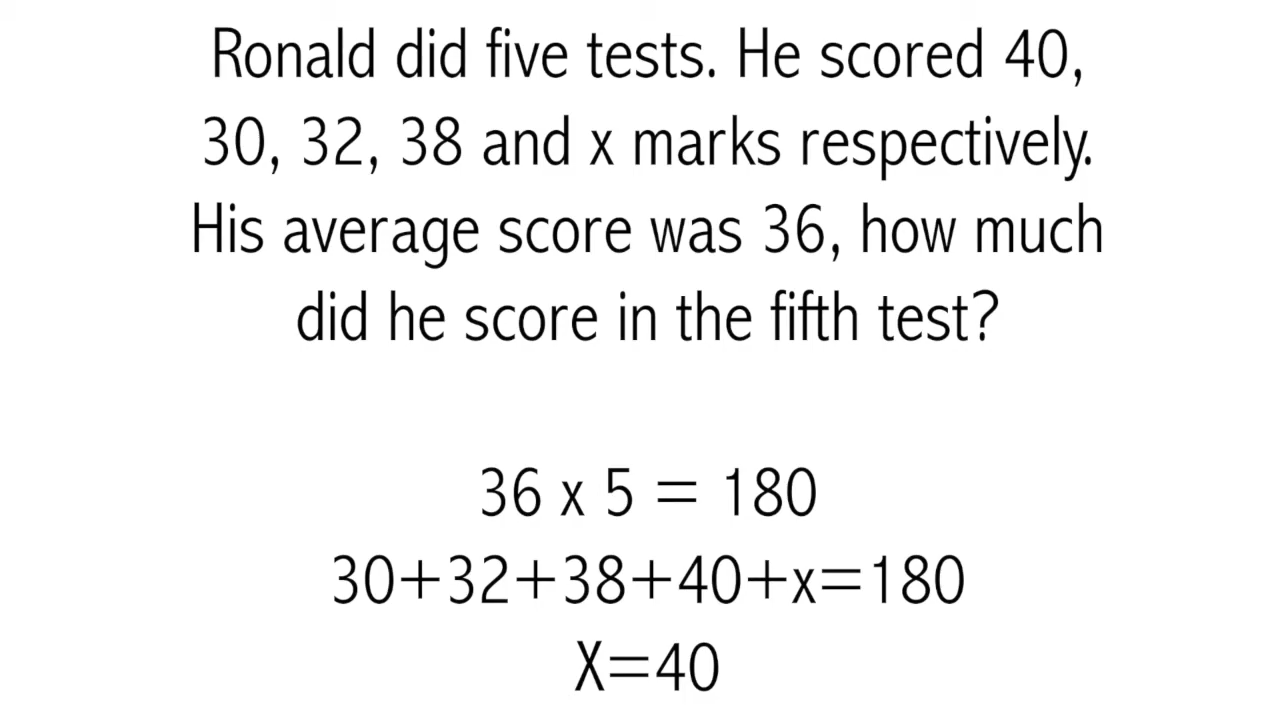 Ronald did five tests. He scored 40,
30, 32, 38 and x marks respectively.
His average score was 36, how much
did he score in the fifth test?
36 x 5 = 180
30+32+38+40+x=180
X=40